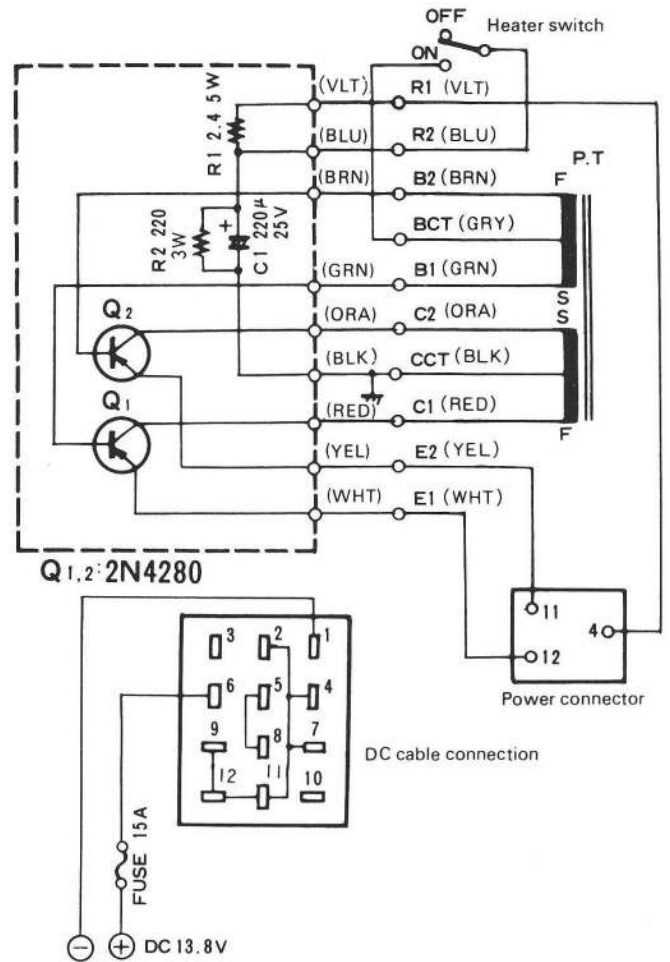 OFF
Heater switch
ON
(VLT) R1 (VLT)
R1 2.4 5W
(BLU) R2 (BLU)
P.T
(BRN) B2 (BRN)
F
R2 220 3W
+
C1 220μ 25V
BCT (GRY)
(GRN) B1 (GRN)
S
S
Q2
(ORA) C2 (ORA)
(BLK) CCT (BLK)
Q1
(RED) C1 (RED)
F
(YEL) E2 (YEL)
(WHT) E1 (WHT)
Q1,2: 2N4280
11
4
12
Power connector
3 2 1
6 5 4
9 8 7
12 11 10
DC cable connection
FUSE 15A
− + DC 13.8V